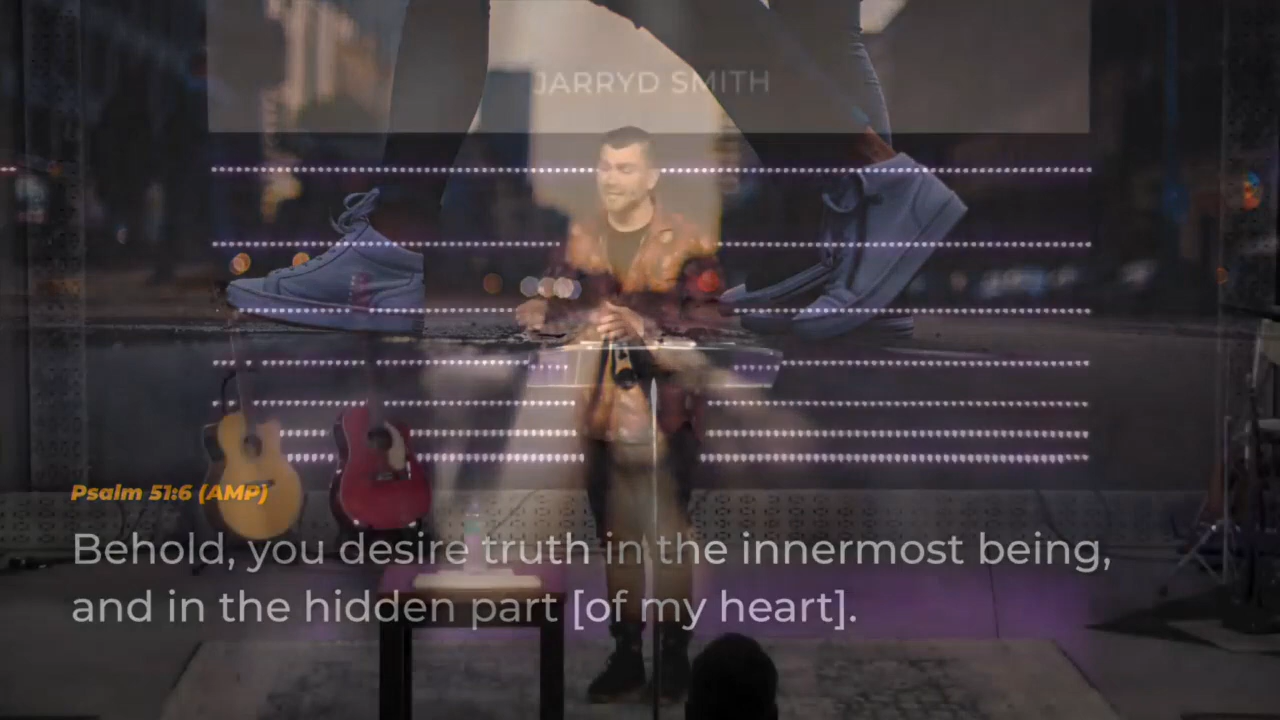 JARRYD SMITH
Psalm 51:6 (AMP)
Behold, you desire truth in the innermost being,
and in the hidden part [of my heart].